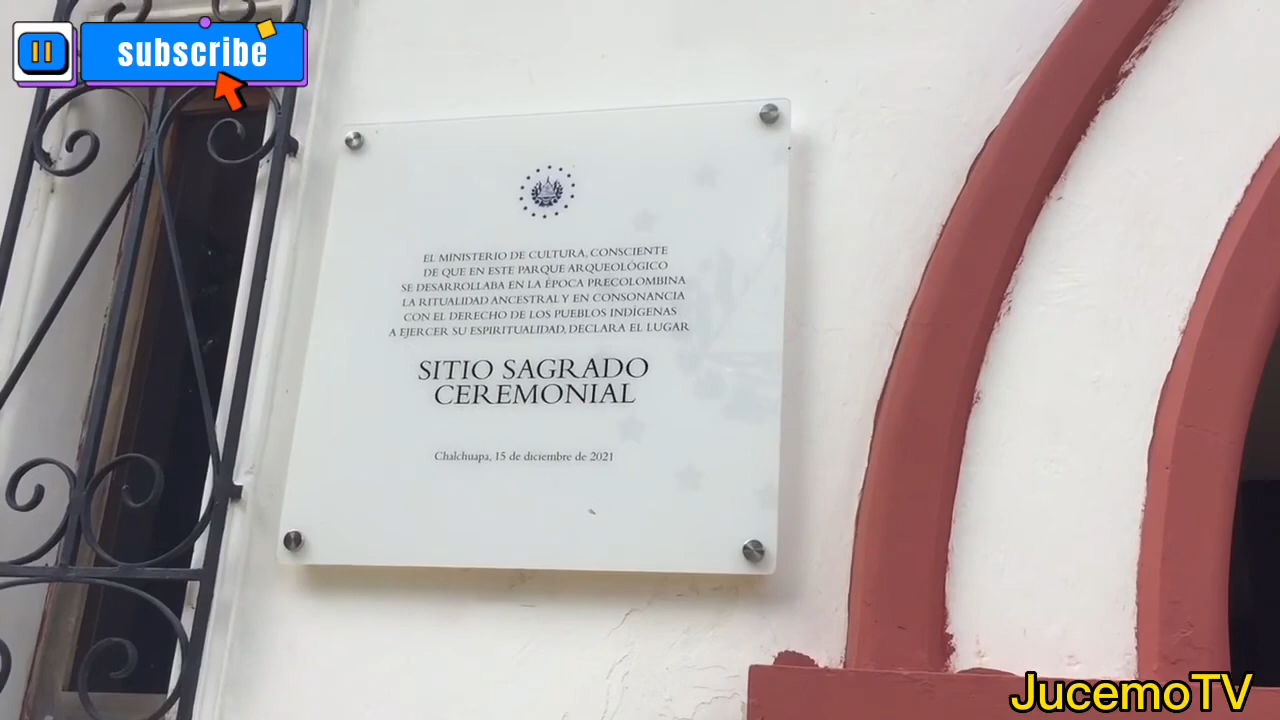 subscribe
EL MINISTERIO DE CULTURA, CONSCIENTE
DE QUE EN ESTE PARQUE ARQUEOLÓGICO
SE DESARROLLABA EN LA ÉPOCA PRECOLOMBINA
LA RITUALIDAD ANCESTRAL Y EN CONSONANCIA
CON EL DERECHO DE LOS PUEBLOS INDÍGENAS
A EJERCER SU ESPIRITUALIDAD, DECLARA EL LUGAR
SITIO SAGRADO
CEREMONIAL
Chalchuapa, 15 de diciembre de 2021
JucemoTV